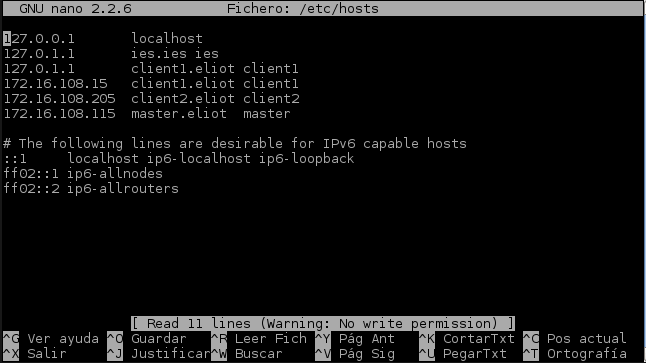 GNU nano 2.2.6 Fichero: /etc/hosts
127.0.0.1 localhost
127.0.1.1 ies.ies ies
127.0.1.1 client1.eliot client1
172.16.108.15 client1.eliot client1
172.16.108.205 client2.eliot client2
172.16.108.115 master.eliot master
# The following lines are desirable for IPv6 capable hosts
::1 localhost ip6-localhost ip6-loopback
ff02::1 ip6-allnodes
ff02::2 ip6-allrouters
[ Read 11 lines (Warning: No write permission) ]
^G Ver ayuda ^O Guardar ^R Leer Fich ^Y Pág Ant ^K CortarTxt ^C Pos actual
^X Salir ^J Justificar ^W Buscar ^V Pág Sig ^U PegarTxt ^T Ortografía